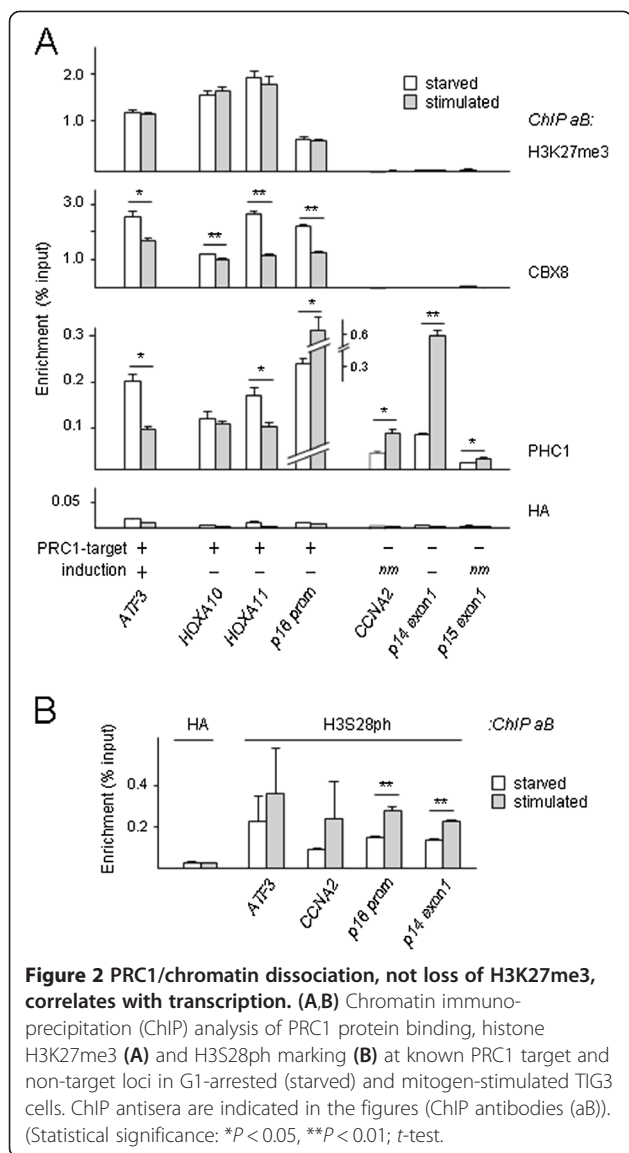 A
2.0
1.0
starved
stimulated
ChIP aB:
H3K27me3
3.0
1.0
*
**
**
**
CBX8
Enrichment (% input)
0.3
0.2
0.1
*
*
*
0.6
0.3
*
**
*
PHC1
0.05
HA
PRC1-target + + + + - - -
induction + - - - nm - nm
ATF3
HOXA10
HOXA11
p16 prom
CCNA2
p14 exon1
p15 exon1
B
HA
H3S28ph
:ChIP aB
Enrichment (% input)
0.4
0.2
**
**
starved
stimulated
ATF3
CCNA2
p16 prom
p14 exon1
Figure 2 PRC1/chromatin dissociation, not loss of H3K27me3,
correlates with transcription. (A,B) Chromatin immuno-
precipitation (ChIP) analysis of PRC1 protein binding, histone
H3K27me3 (A) and H3S28ph marking (B) at known PRC1 target and
non-target loci in G1-arrested (starved) and mitogen-stimulated TIG3
cells. ChIP antisera are indicated in the figures (ChIP antibodies (aB)).
(Statistical significance: *P < 0.05, **P < 0.01; t-test.